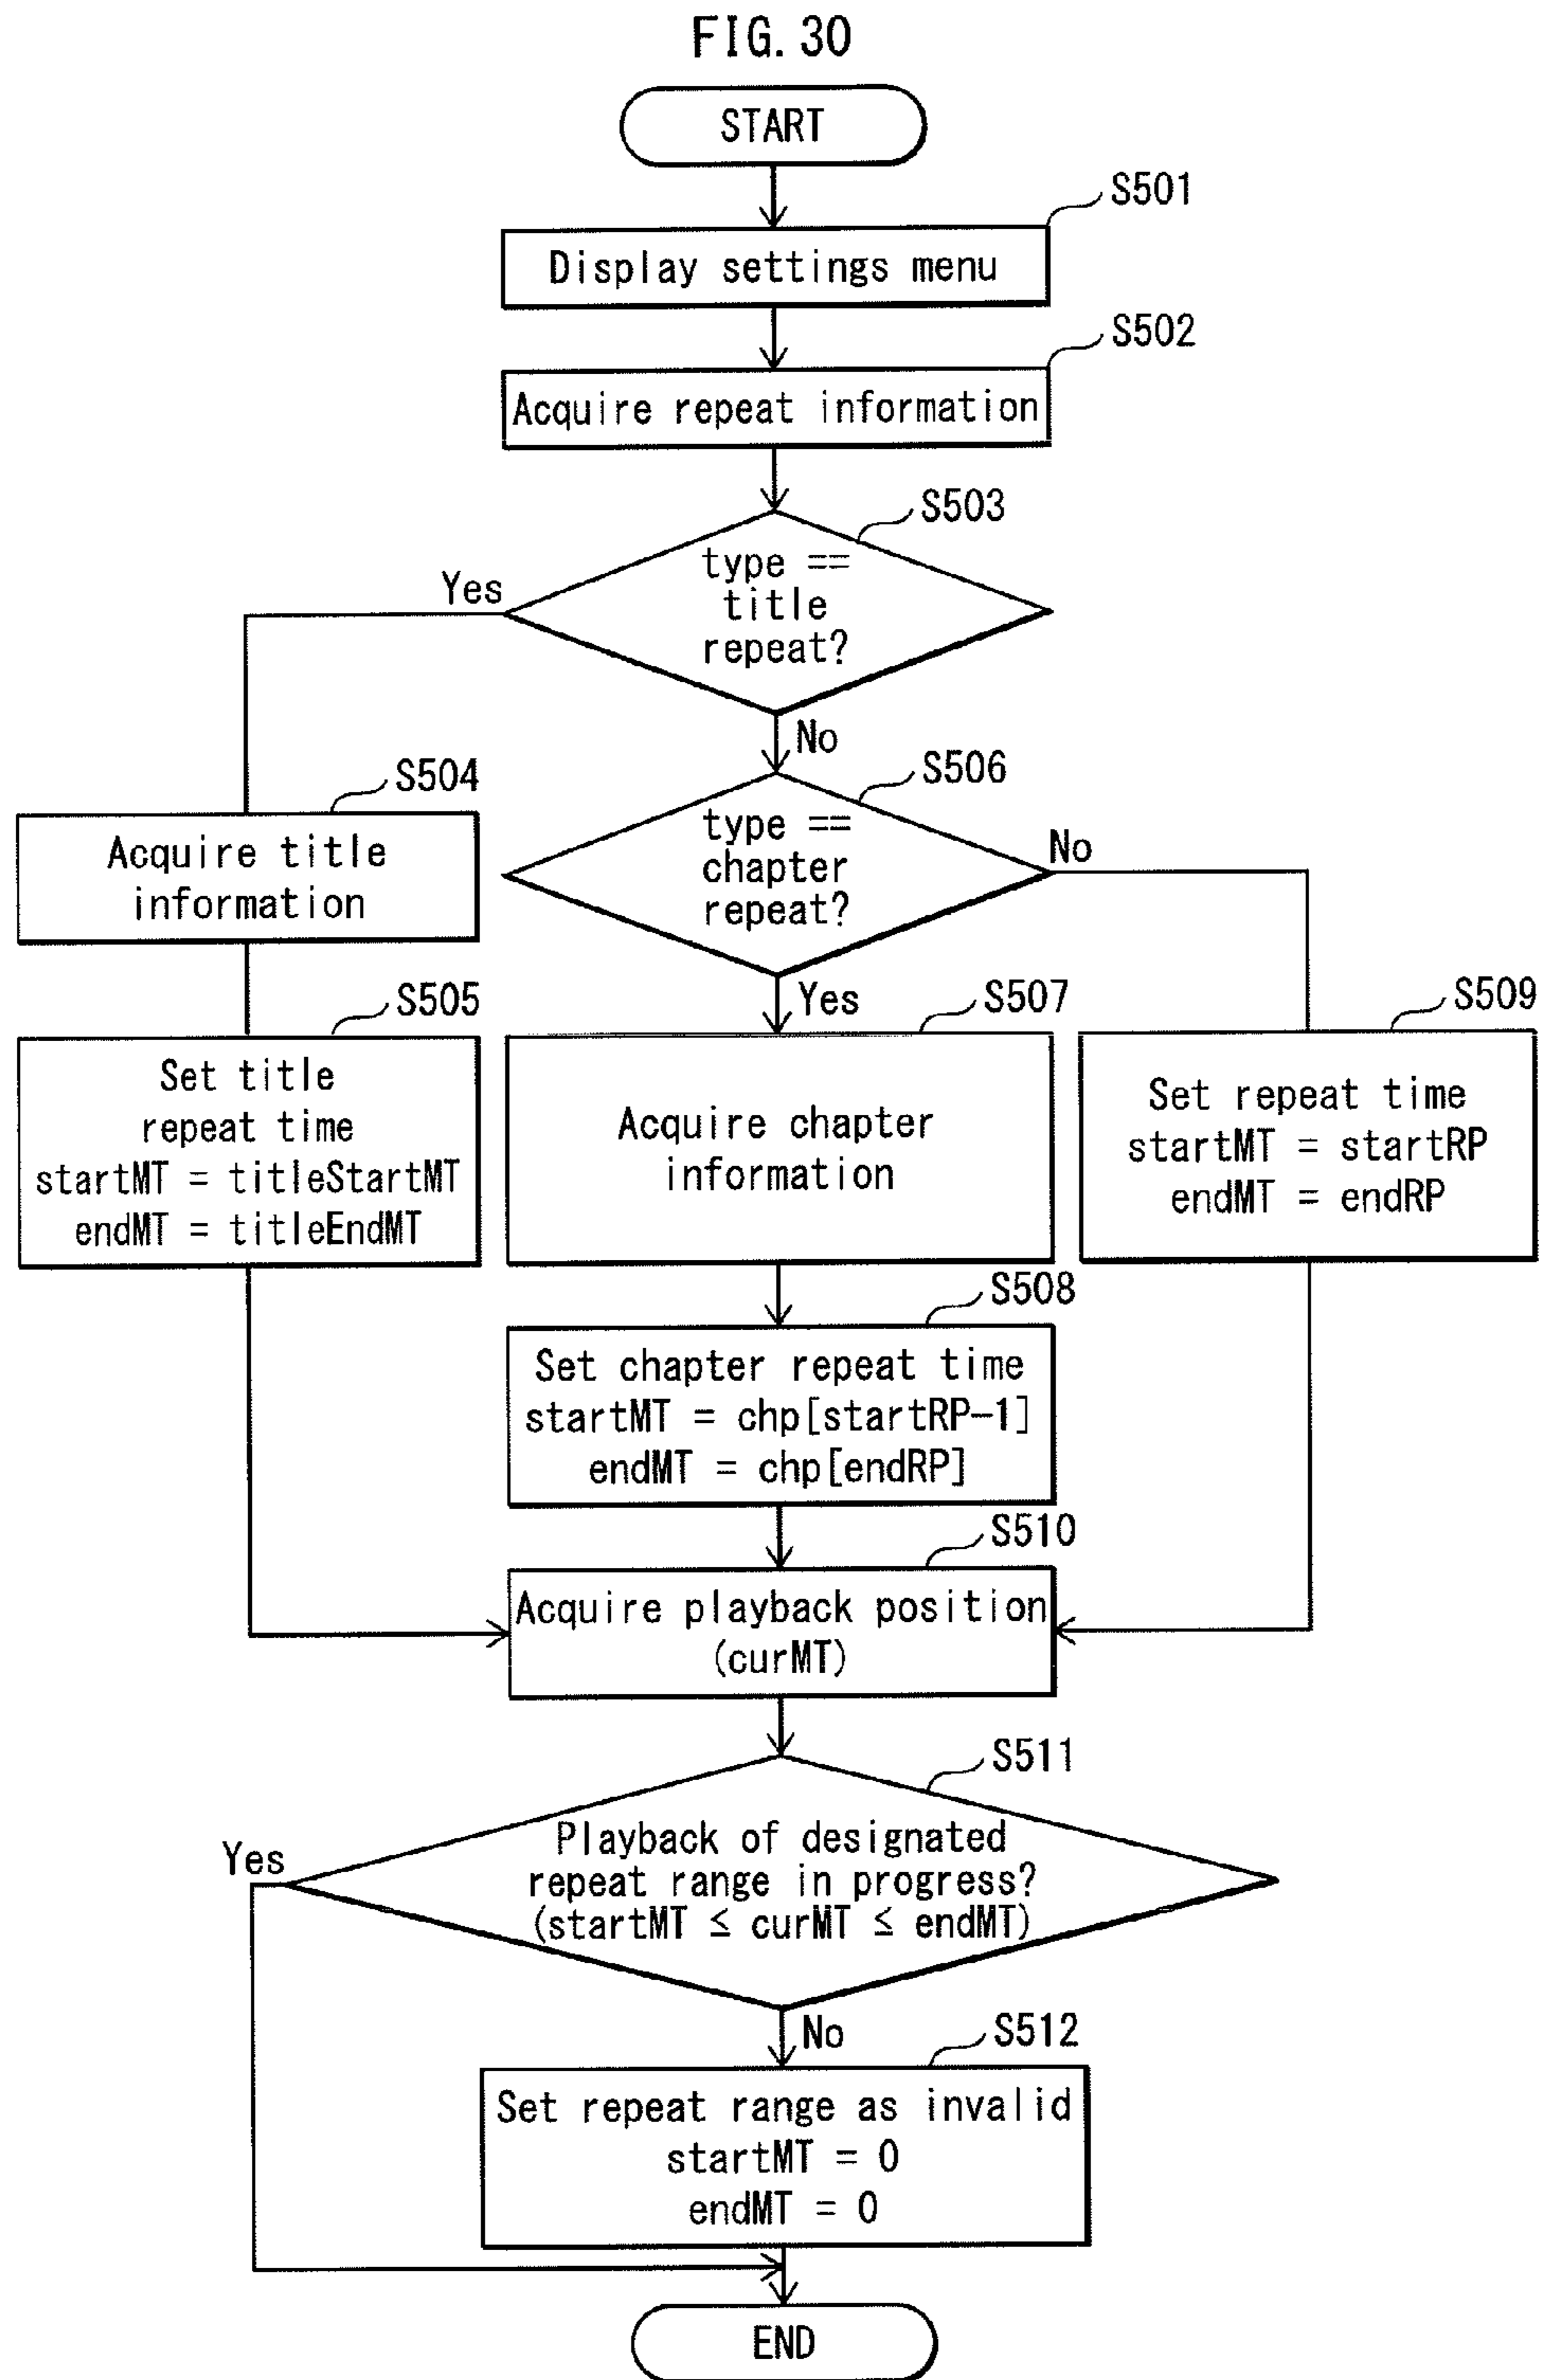 FIG. 30
START
S501
Display settings menu
S502
Acquire repeat information
S503
type ==
title
repeat?
Yes
No
S504
Acquire title
information
S506
type ==
chapter
repeat?
No
Yes
S505
Set title
repeat time
startMT = titleStartMT
endMT = titleEndMT
S507
Acquire chapter
information
S509
Set repeat time
startMT = startRP
endMT = endRP
S508
Set chapter repeat time
startMT = chp[startRP-1]
endMT = chp[endRP]
S510
Acquire playback position
(curMT)
S511
Playback of designated
repeat range in progress?
(startMT ≤ curMT ≤ endMT)
Yes
No
S512
Set repeat range as invalid
startMT = 0
endMT = 0
END